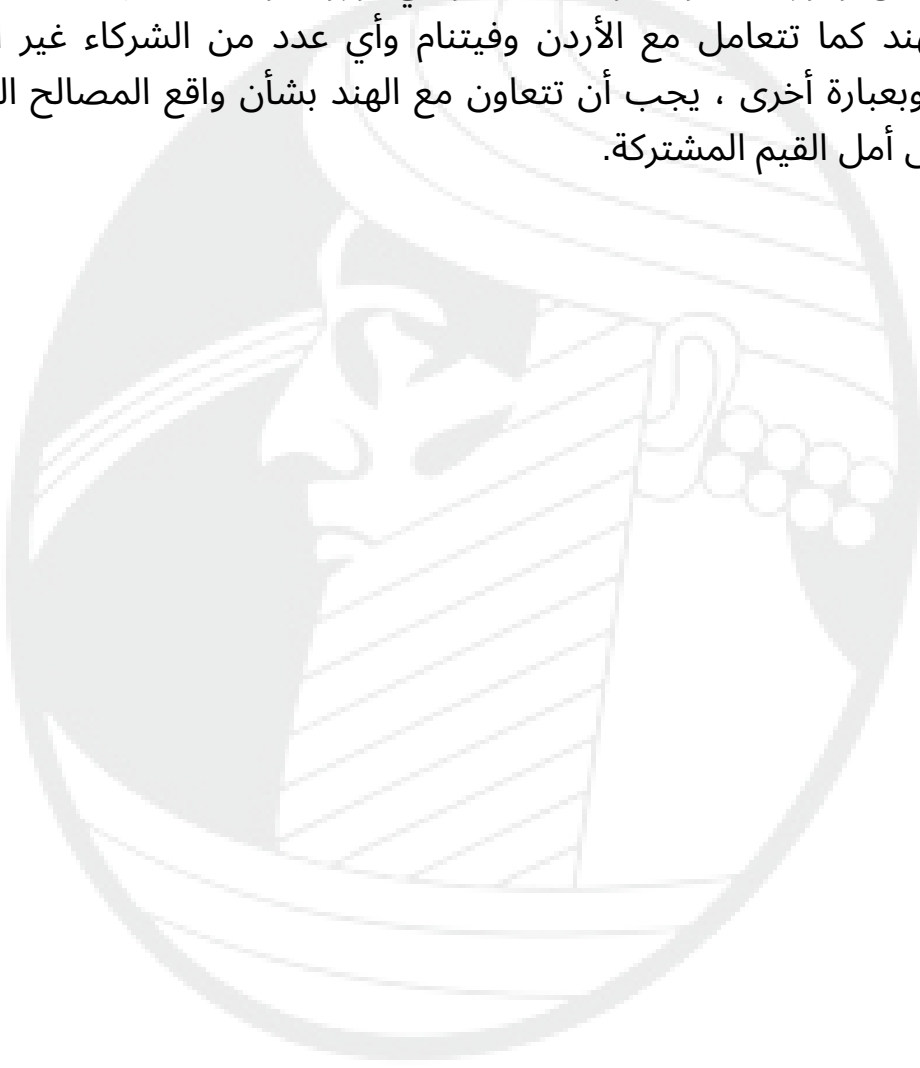 هند كما تتعامل مع الأردن وفيتنام وأي عدد من الشركاء غير
وبعبارة أخرى ، يجب أن تتعاون مع الهند بشأن واقع المصالح
أمل القيم المشتركة.